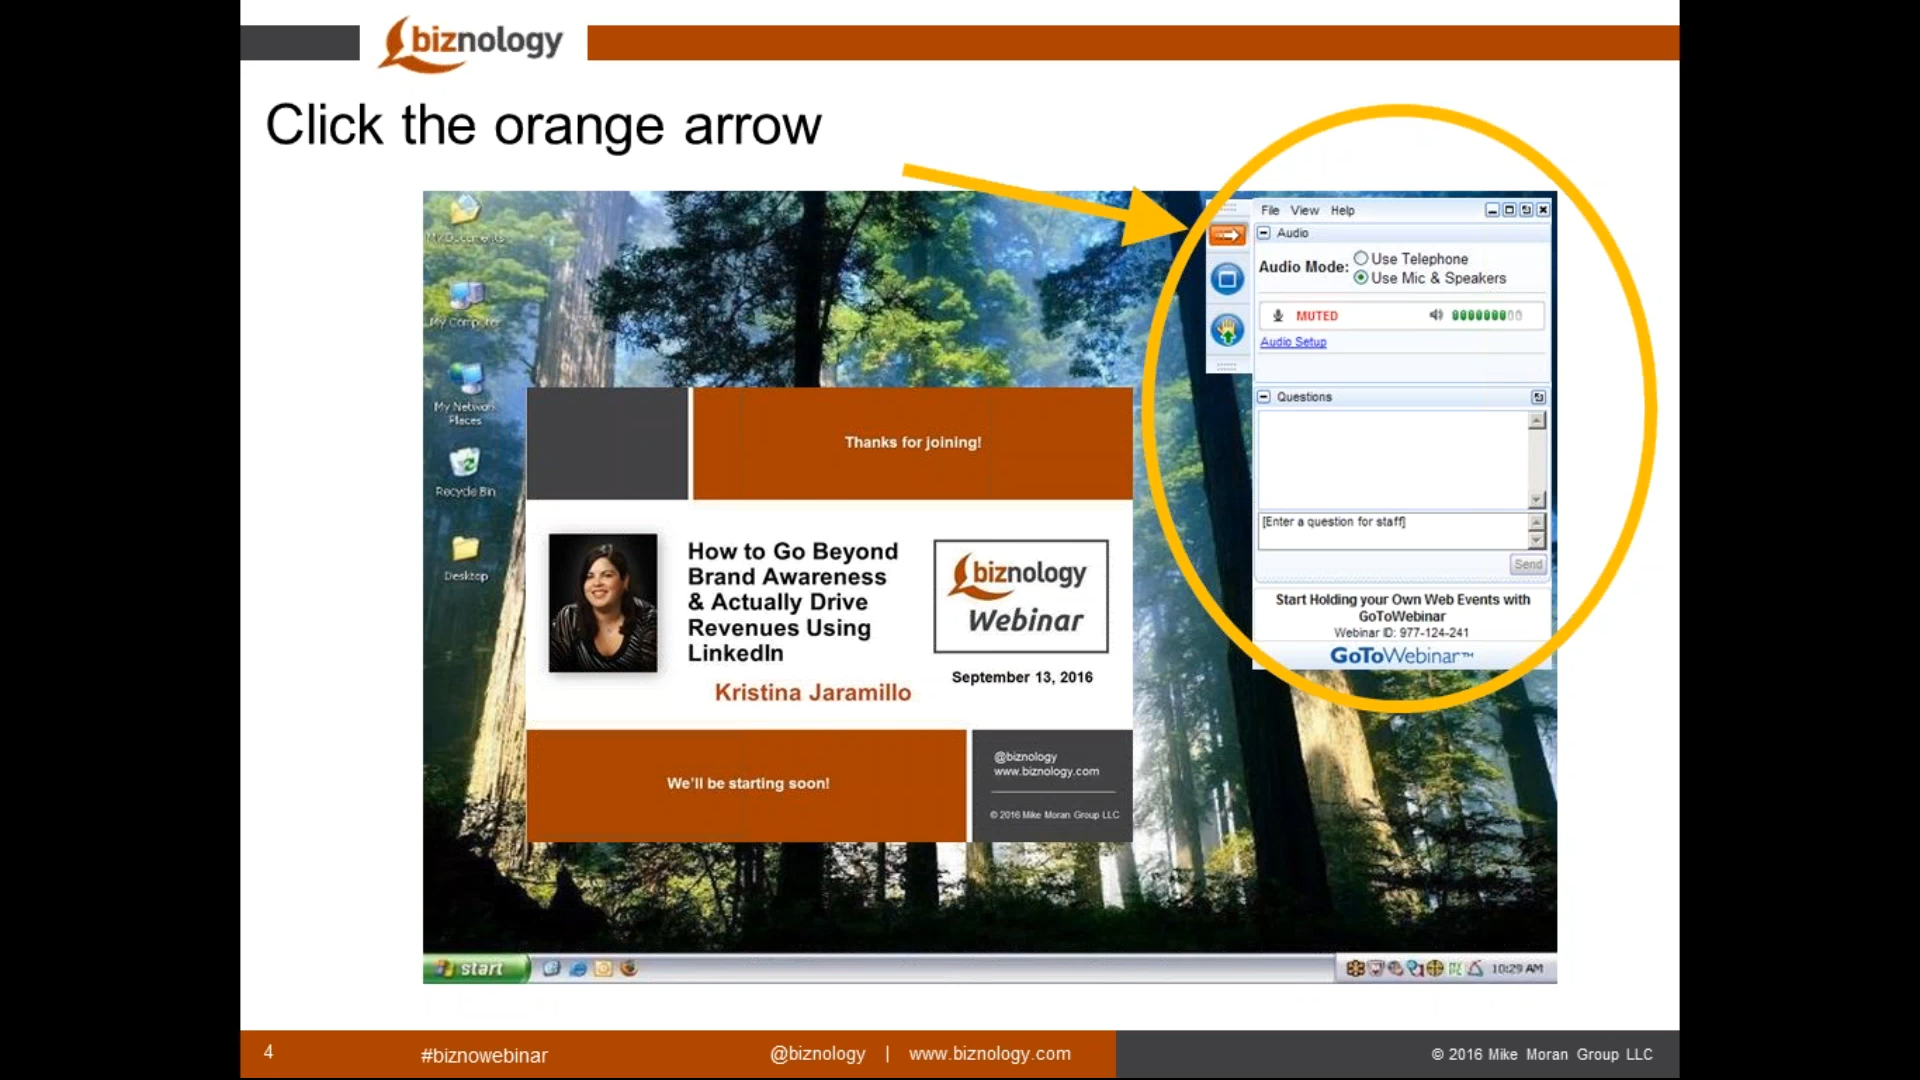 biznology
Click the orange arrow
My Documents
My Computer
My Network
Places
Recycle Bin
Desktop
File View Help
Audio
Audio Mode:
Use Telephone
Use Mic & Speakers
MUTED
Audio Setup
Questions
[Enter a question for staff]
Send
Start Holding your Own Web Events with
GoToWebinar
Webinar ID: 977-124-241
GoToWebinar™
Thanks for joining!
How to Go Beyond
Brand Awareness
& Actually Drive
Revenues Using
LinkedIn
Kristina Jaramillo
biznology
Webinar
September 13, 2016
We'll be starting soon!
@biznology
www.biznology.com
© 2016 Mike Moran Group LLC
start
10:29 AM
4
#biznowebinar
@biznology | www.biznology.com
© 2016 Mike Moran Group LLC